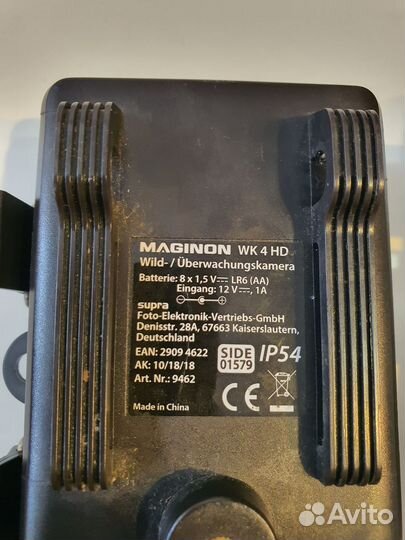 MAGINON WK 4 HD
Wild- / Überwachungskamera
Batterie: 8 x 1,5 V⎓ LR6 (AA)
Eingang: 12 V⎓, 1A
supra
Foto-Elektronik-Vertriebs-GmbH
Denisstr. 28A, 67663 Kaiserslautern,
Deutschland
EAN: 2909 4622
AK: 10/18/18
Art. Nr.: 9462
SIDE
01579
IP54
CE
Made in China
Avito